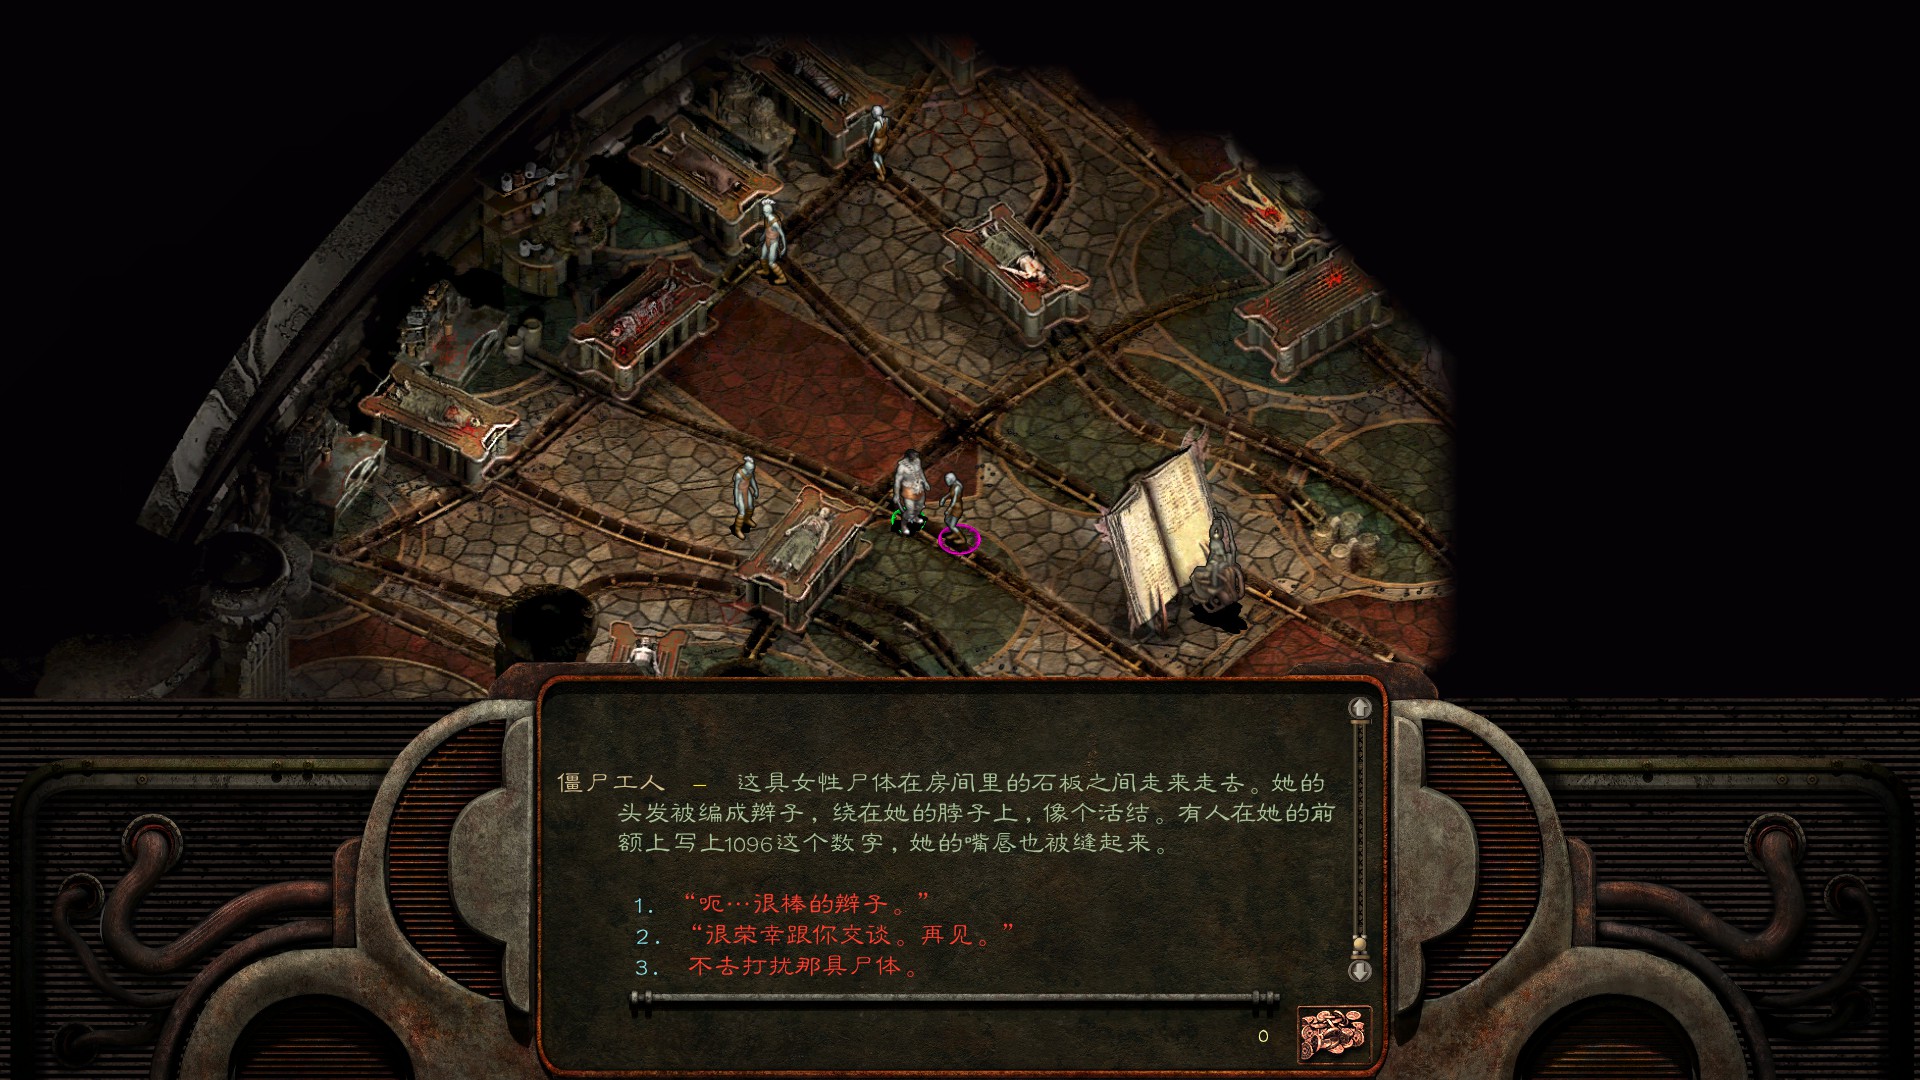 僵尸工人 — 这具女性尸体在房间里的石板之间走来走去。她的
头发被编成辫子，绕在她的脖子上，像个活结。有人在她的前
额上写上1096这个数字，她的嘴唇也被缝起来。
1. “呃…很棒的辫子。”
2. “很荣幸跟你交谈。再见。”
3. 不去打扰那具尸体。
0